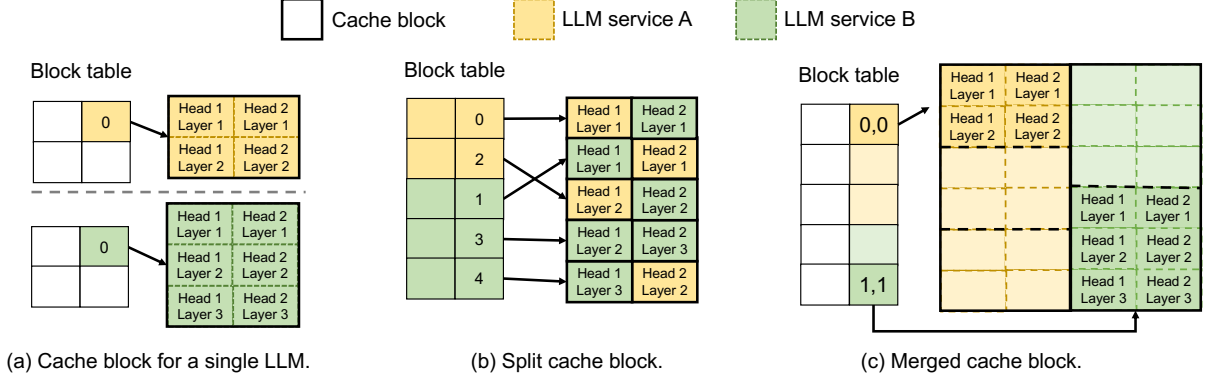 Cache block
LLM service A
LLM service B
Block table
0
Head 1 Head 2
Layer 1 Layer 1
Head 1 Head 2
Layer 2 Layer 2
0
Head 1 Head 2
Layer 1 Layer 1
Head 1 Head 2
Layer 2 Layer 2
Head 1 Head 2
Layer 3 Layer 3
(a) Cache block for a single LLM.
Block table
0
2
1
3
4
Head 1 Head 2
Layer 1 Layer 1
Head 1 Head 2
Layer 1 Layer 1
Head 1 Head 2
Layer 2 Layer 2
Head 1 Head 2
Layer 2 Layer 3
Head 1 Head 2
Layer 3 Layer 2
(b) Split cache block.
Block table
0,0
1,1
Head 1 Head 2
Layer 1 Layer 1
Head 1 Head 2
Layer 2 Layer 2
Head 1 Head 2
Layer 1 Layer 1
Head 1 Head 2
Layer 2 Layer 2
Head 1 Head 2
Layer 3 Layer 3
(c) Merged cache block.